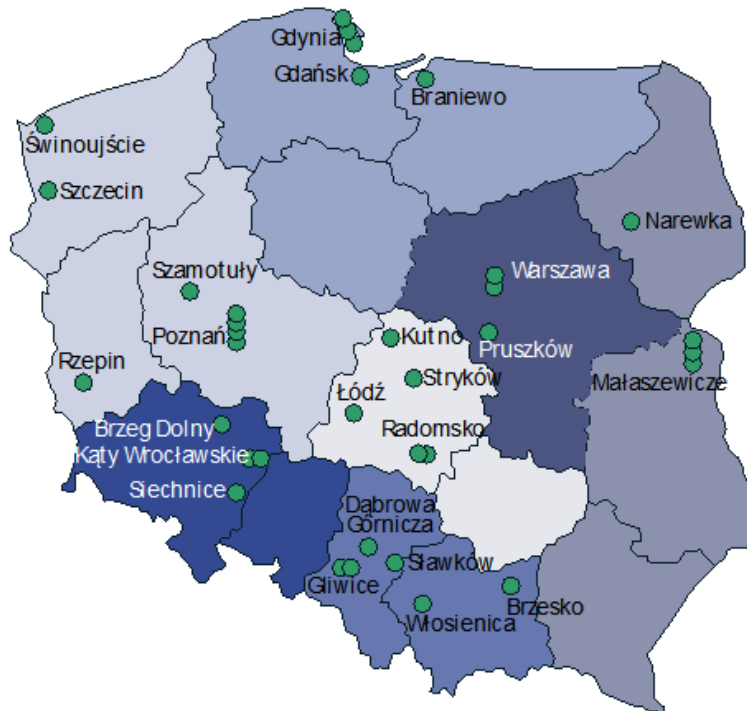 Gdynia
Gdańsk
Braniewo
Świnoujście
Szczecin
Narewka
Szamotuły
Warszawa
Poznań
Kutno
Pruszków
Rzepin
Stryków
Małaszewicze
Łódź
Brzeg Dolny
Radomsko
Kąty Wrocławskie
Siechnice
Dąbrowa
Górnicza
Sławków
Gliwice
Brzesko
Włosienica